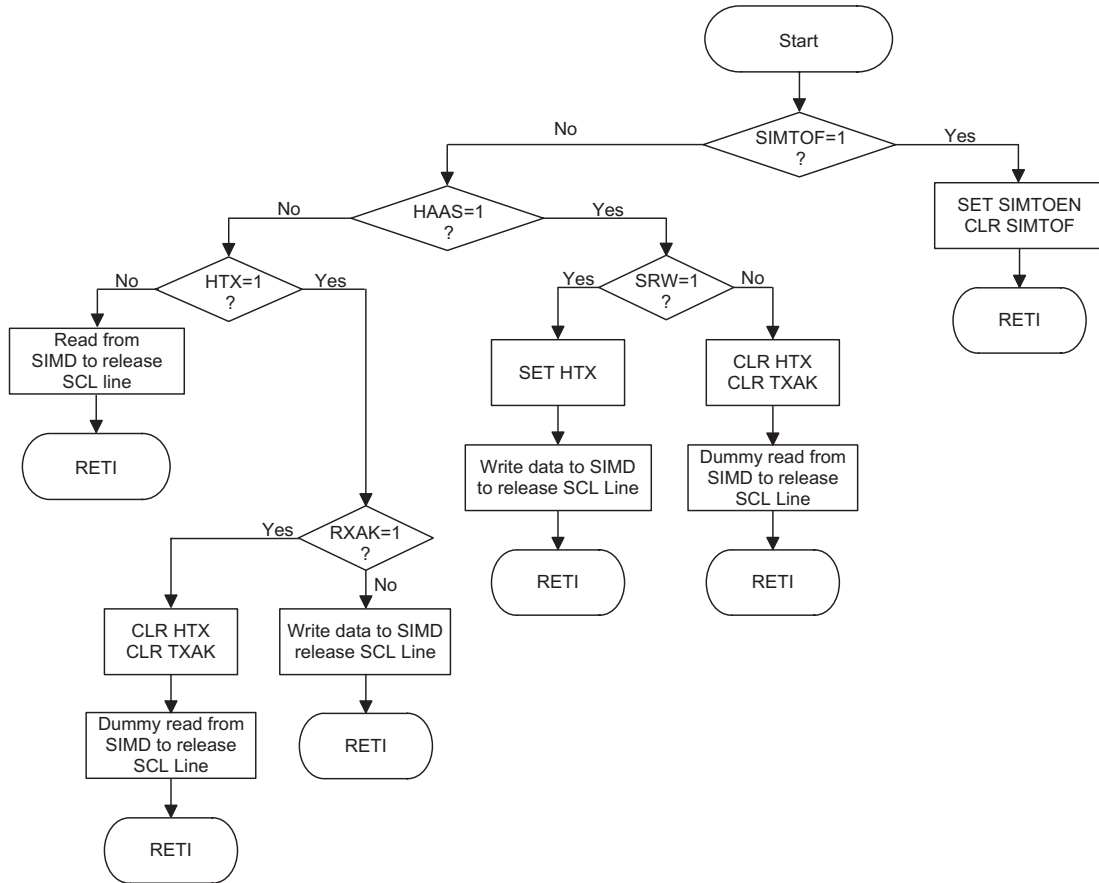 Start
No
SIMTOF=1
?
Yes
No
HAAS=1
?
Yes
SET SIMTOEN
CLR SIMTOF
RETI
No
HTX=1
?
Yes
Yes
SRW=1
?
No
Read from
SIMD to release
SCL line
RETI
SET HTX
CLR HTX
CLR TXAK
Write data to SIMD
to release SCL Line
Dummy read from
SIMD to release
SCL Line
RETI
RETI
Yes
RXAK=1
?
No
CLR HTX
CLR TXAK
Write data to SIMD
release SCL Line
Dummy read from
SIMD to release
SCL Line
RETI
RETI